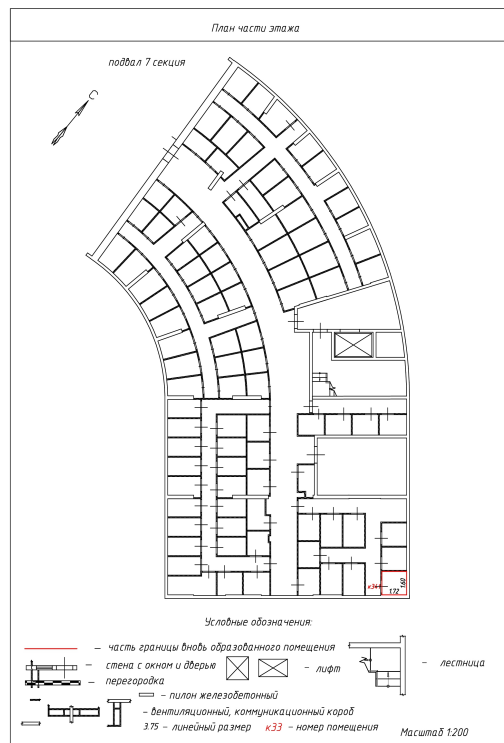 План части этажа
подвал 7 секция
С
к34
1.72
1.60
Условные обозначения:
– часть границы вновь образованного помещения
– стена с окном и дверью
– лифт
– лестница
– перегородка
– пилон железобетонный
– вентиляционный, коммуникационный короб
3.75 – линейный размер к33 – номер помещения
Масштаб 1:200